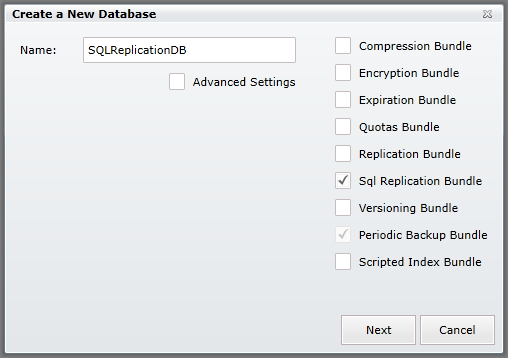 Create a New Database
Name:
SQLReplicationDB
Advanced Settings
Compression Bundle
Encryption Bundle
Expiration Bundle
Quotas Bundle
Replication Bundle
Sql Replication Bundle
Versioning Bundle
Periodic Backup Bundle
Scripted Index Bundle
Next
Cancel